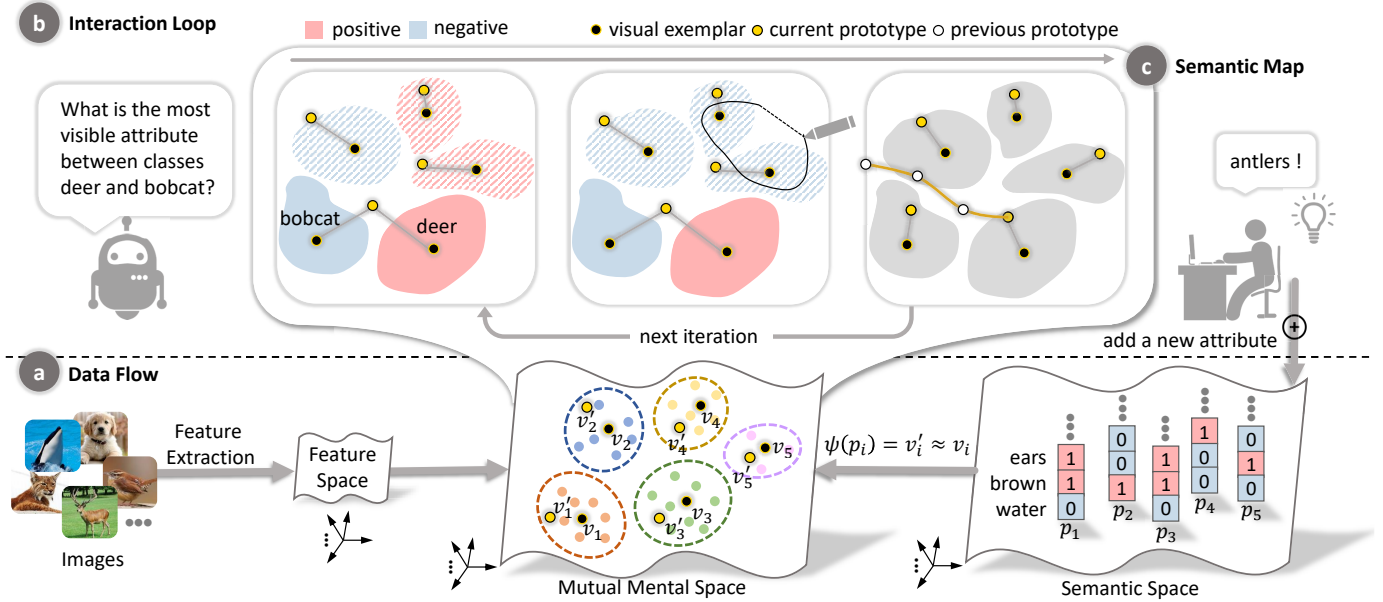 b Interaction Loop
positive negative visual exemplar current prototype previous prototype
c Semantic Map
What is the most
visible attribute
between classes
deer and bobcat?
bobcat
deer
antlers !
next iteration
add a new attribute
a Data Flow
Feature
Extraction
Images
Feature
Space
v′₂
v₂
v₄
v′₄
v₅
v′₅
v′₁
v₁
v₃
v′₃
Mutual Mental Space
ψ(pᵢ) = v′ᵢ ≈ vᵢ
ears
brown
water
1
1
0
p₁
0
0
1
p₂
1
1
0
p₃
1
0
0
p₄
0
1
0
p₅
Semantic Space